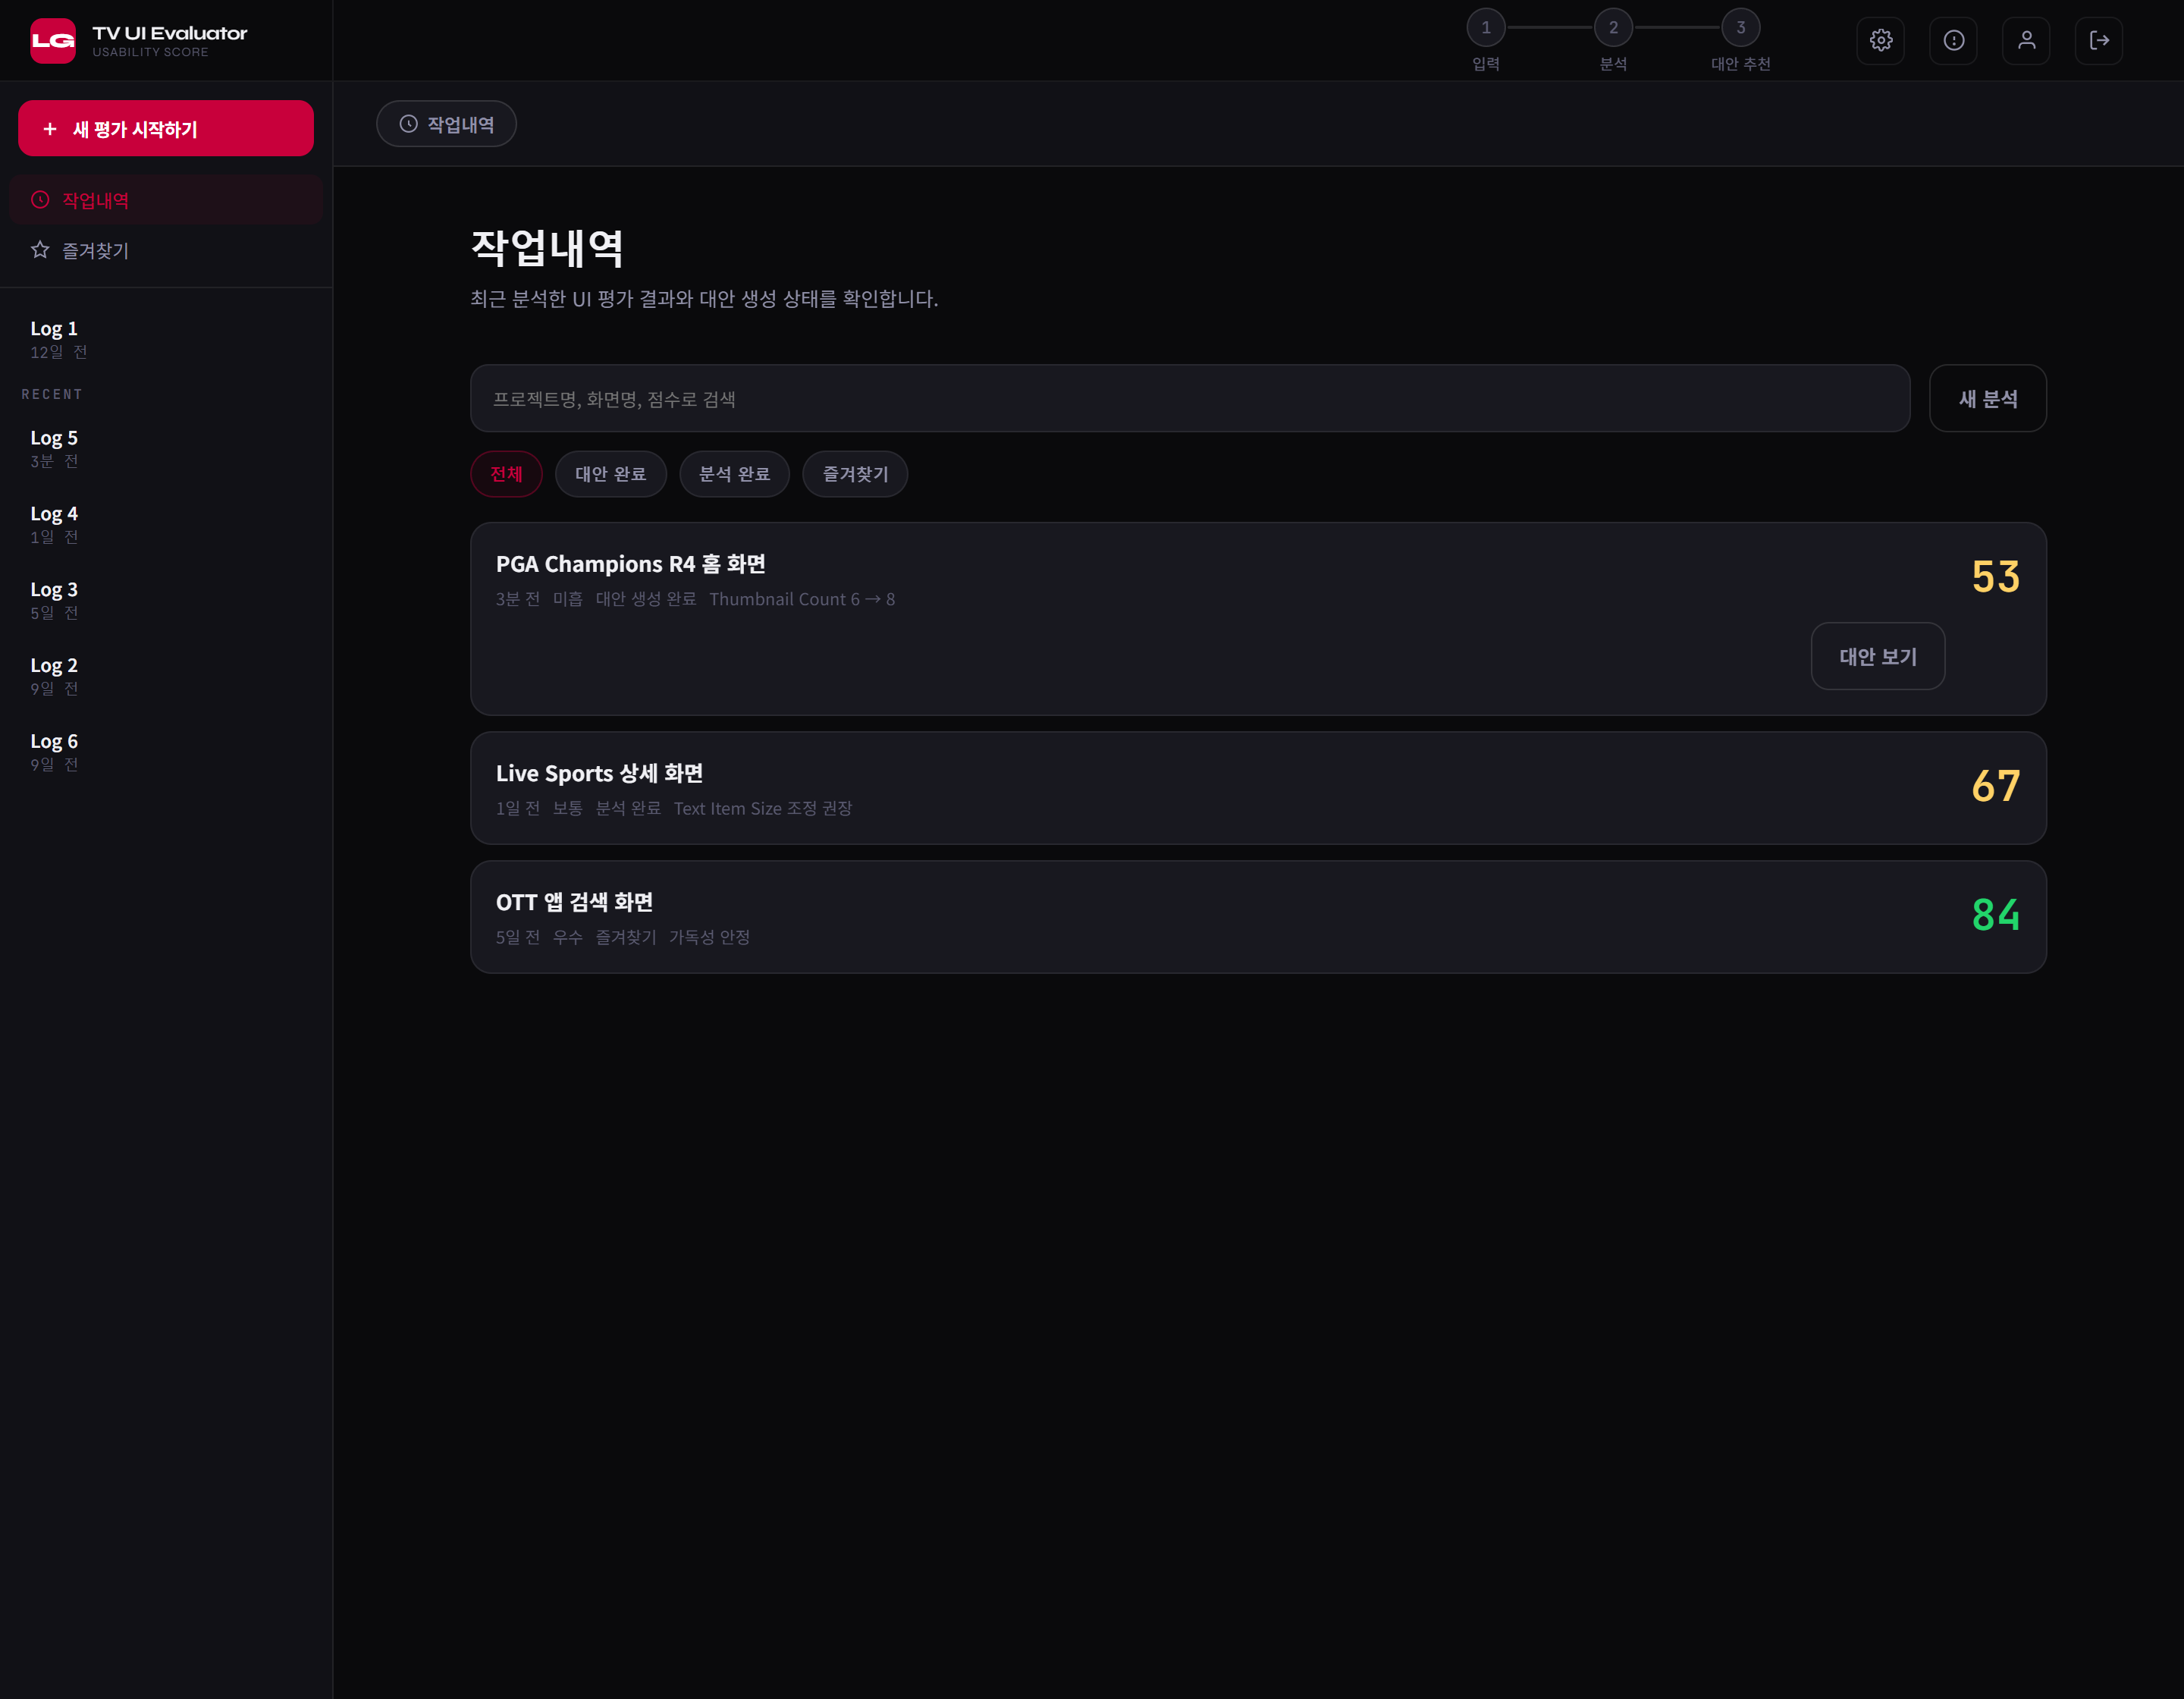 LG
TV UI Evaluator
USABILITY SCORE
1
2
3
입력
분석
대안 추천
+ 새 평가 시작하기
작업내역
즐겨찾기
Log 1
12일 전
RECENT
Log 5
3분 전
Log 4
1일 전
Log 3
5일 전
Log 2
9일 전
Log 6
9일 전
작업내역
작업내역
최근 분석한 UI 평가 결과와 대안 생성 상태를 확인합니다.
프로젝트명, 화면명, 점수로 검색
새 분석
전체
대안 완료
분석 완료
즐겨찾기
PGA Champions R4 홈 화면
53
3분 전 미흡 대안 생성 완료 Thumbnail Count 6 → 8
대안 보기
Live Sports 상세 화면
67
1일 전 보통 분석 완료 Text Item Size 조정 권장
OTT 앱 검색 화면
84
5일 전 우수 즐겨찾기 가독성 안정